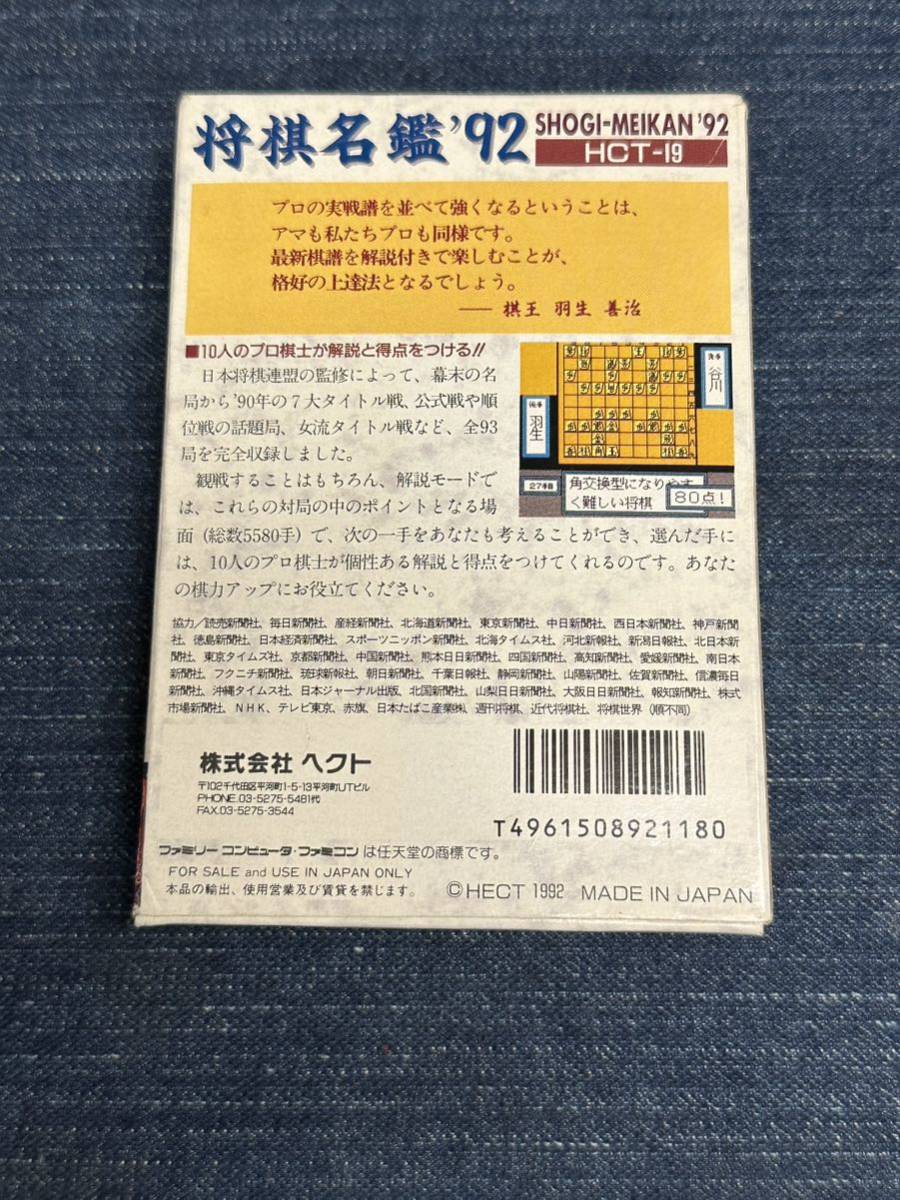 将棋名鑑'92
SHOGI-MEIKAN '92
HCT-19
プロの実戦譜を並べて強くなるということは、
アマも私たちプロも同様です。
最新棋譜を解説付きで楽しむことが、
格好の上達法となるでしょう。
── 棋王 羽生 善治
■10人のプロ棋士が解説と得点をつける!!
日本将棋連盟の監修によって、幕末の名
局から'90年の7大タイトル戦、公式戦や順
位戦の話題局、女流タイトル戦など、全93
局を完全収録しました。
観戦することはもちろん、解説モードで
は、これらの対局の中のポイントとなる場
面(総数5580手)で、次の一手をあなたも考えることができ、選んだ手に
は、10人のプロ棋士が個性ある解説と得点をつけてくれるのです。あなた
の棋力アップにお役立てください。
谷川
羽生
27手目
角交換型になりやす
く難しい将棋
80点!
協力/読売新聞社、毎日新聞社、産経新聞社、北海道新聞社、東京新聞社、中日新聞社、西日本新聞社、神戸新聞
社、徳島新聞社、日本経済新聞社、スポーツニッポン新聞社、北海タイムス社、河北新報社、新潟日報社、北日本新
聞社、東京タイムズ社、京都新聞社、中国新聞社、熊本日日新聞社、四国新聞社、高知新聞社、愛媛新聞社、南日本
新聞社、フクニチ新聞社、琉球新報社、朝日新聞社、千葉日報社、静岡新聞社、山陽新聞社、佐賀新聞社、信濃毎日
新聞社、沖縄タイムス社、日本ジャーナル出版、北国新聞社、山梨日日新聞社、大阪日日新聞社、報知新聞社、株式
市場新聞社、NHK、テレビ東京、赤旗、日本たばこ産業㈱、週刊将棋、近代将棋社、将棋世界(順不同)
株式会社 ヘクト
〒102千代田区平河町1-5-13平河町UTビル
PHONE.03-5275-5481代
FAX.03-5275-3544
T4961508921180
ファミリーコンピュータ・ファミコン は任天堂の商標です。
FOR SALE and USE IN JAPAN ONLY
本品の輸出、使用営業及び賃貸を禁じます。
©HECT 1992 MADE IN JAPAN